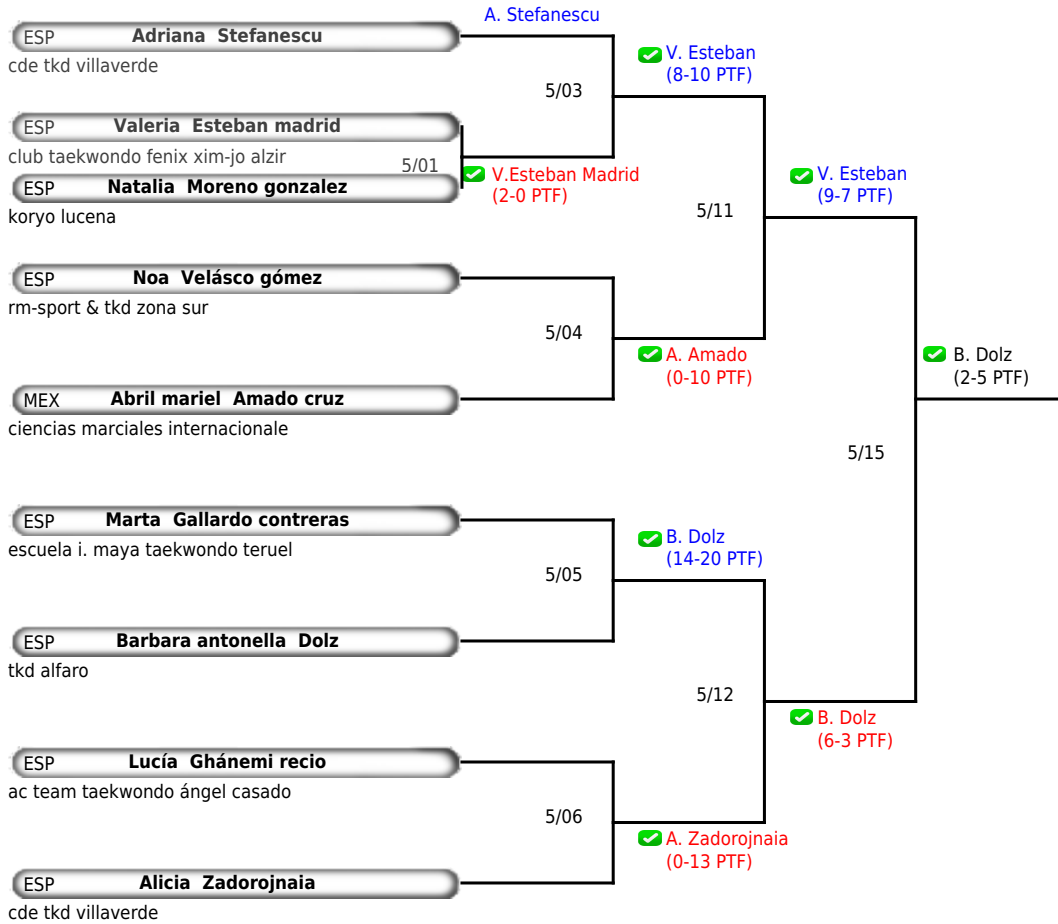 A. Stefanescu
ESP Adriana Stefanescu
cde tkd villaverde
V. Esteban
(8-10 PTF)
5/03
ESP Valeria Esteban madrid
club taekwondo fenix xim-jo alzir
5/01
V.Esteban Madrid
(2-0 PTF)
ESP Natalia Moreno gonzalez
koryo lucena
V. Esteban
(9-7 PTF)
5/11
ESP Noa Velásco gómez
rm-sport & tkd zona sur
5/04
A. Amado
(0-10 PTF)
MEX Abril mariel Amado cruz
ciencias marciales internacionale
B. Dolz
(2-5 PTF)
5/15
ESP Marta Gallardo contreras
escuela i. maya taekwondo teruel
B. Dolz
(14-20 PTF)
5/05
ESP Barbara antonella Dolz
tkd alfaro
5/12
B. Dolz
(6-3 PTF)
ESP Lucía Ghánemi recio
ac team taekwondo ángel casado
5/06
A. Zadorojnaia
(0-13 PTF)
ESP Alicia Zadorojnaia
cde tkd villaverde